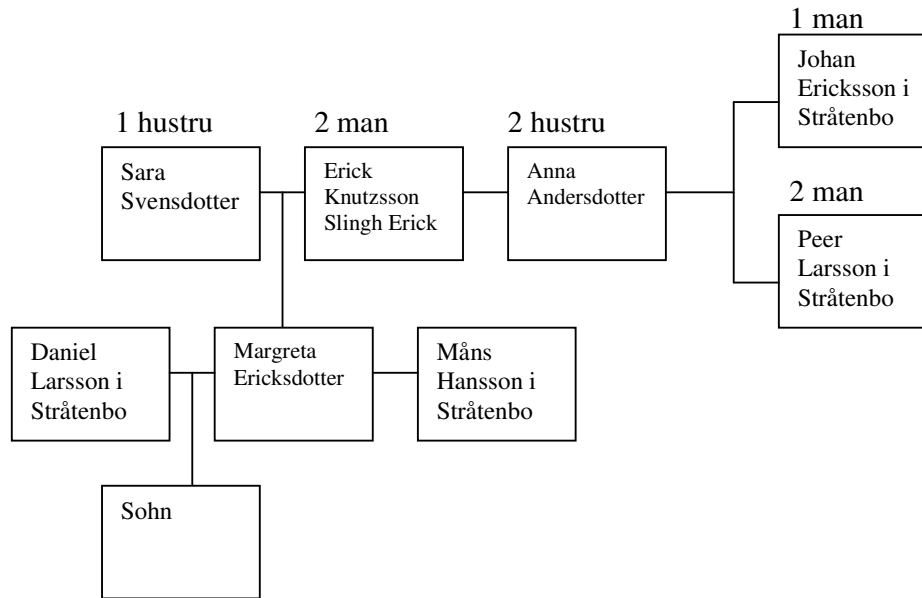 1 man
Johan
Ericksson i
Stråtenbo
1 hustru
2 man
2 hustru
Sara
Svensdotter
Erick
Knutzsson
Slingh Erick
Anna
Andersdotter
2 man
Peer
Larsson i
Stråtenbo
Daniel
Larsson i
Stråtenbo
Margreta
Ericksdotter
Måns
Hansson i
Stråtenbo
Sohn